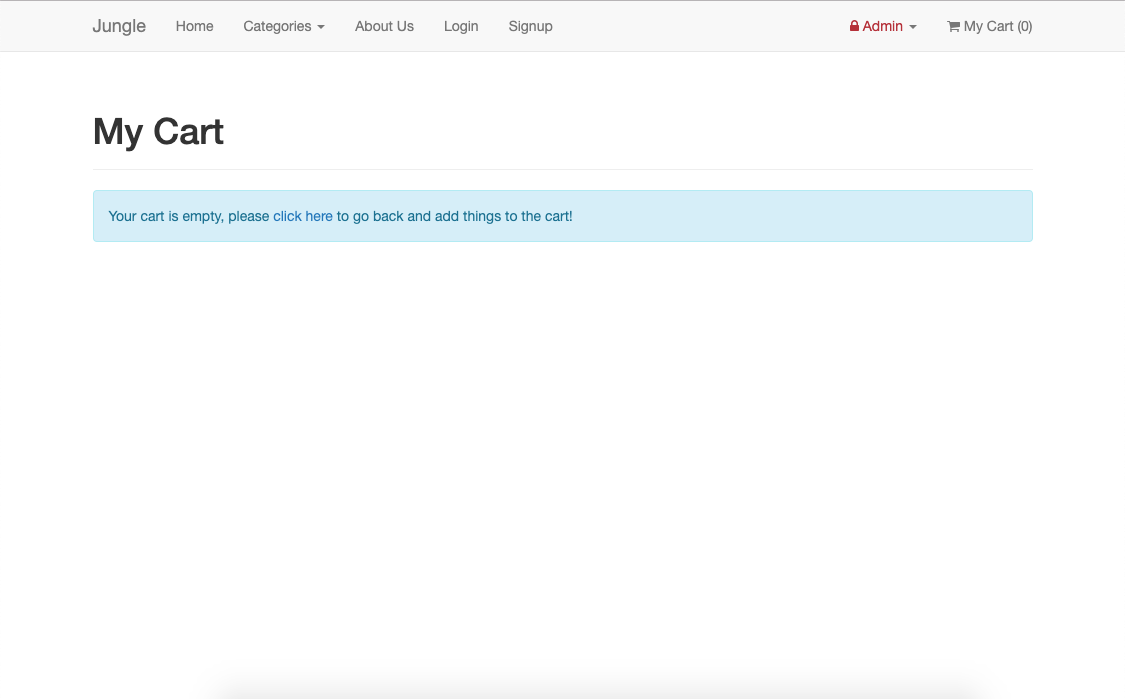 Jungle Home Categories About Us Login Signup Admin My Cart (0)
My Cart
Your cart is empty, please click here to go back and add things to the cart!